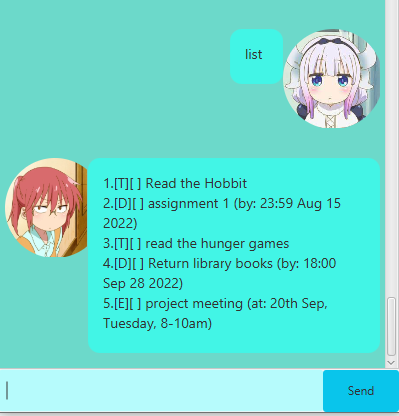 list
1.[T][ ] Read the Hobbit
2.[D][ ] assignment 1 (by: 23:59 Aug 15
2022)
3.[T][ ] read the hunger games
4.[D][ ] Return library books (by: 18:00
Sep 28 2022)
5.[E][ ] project meeting (at: 20th Sep,
Tuesday, 8-10am)
Send